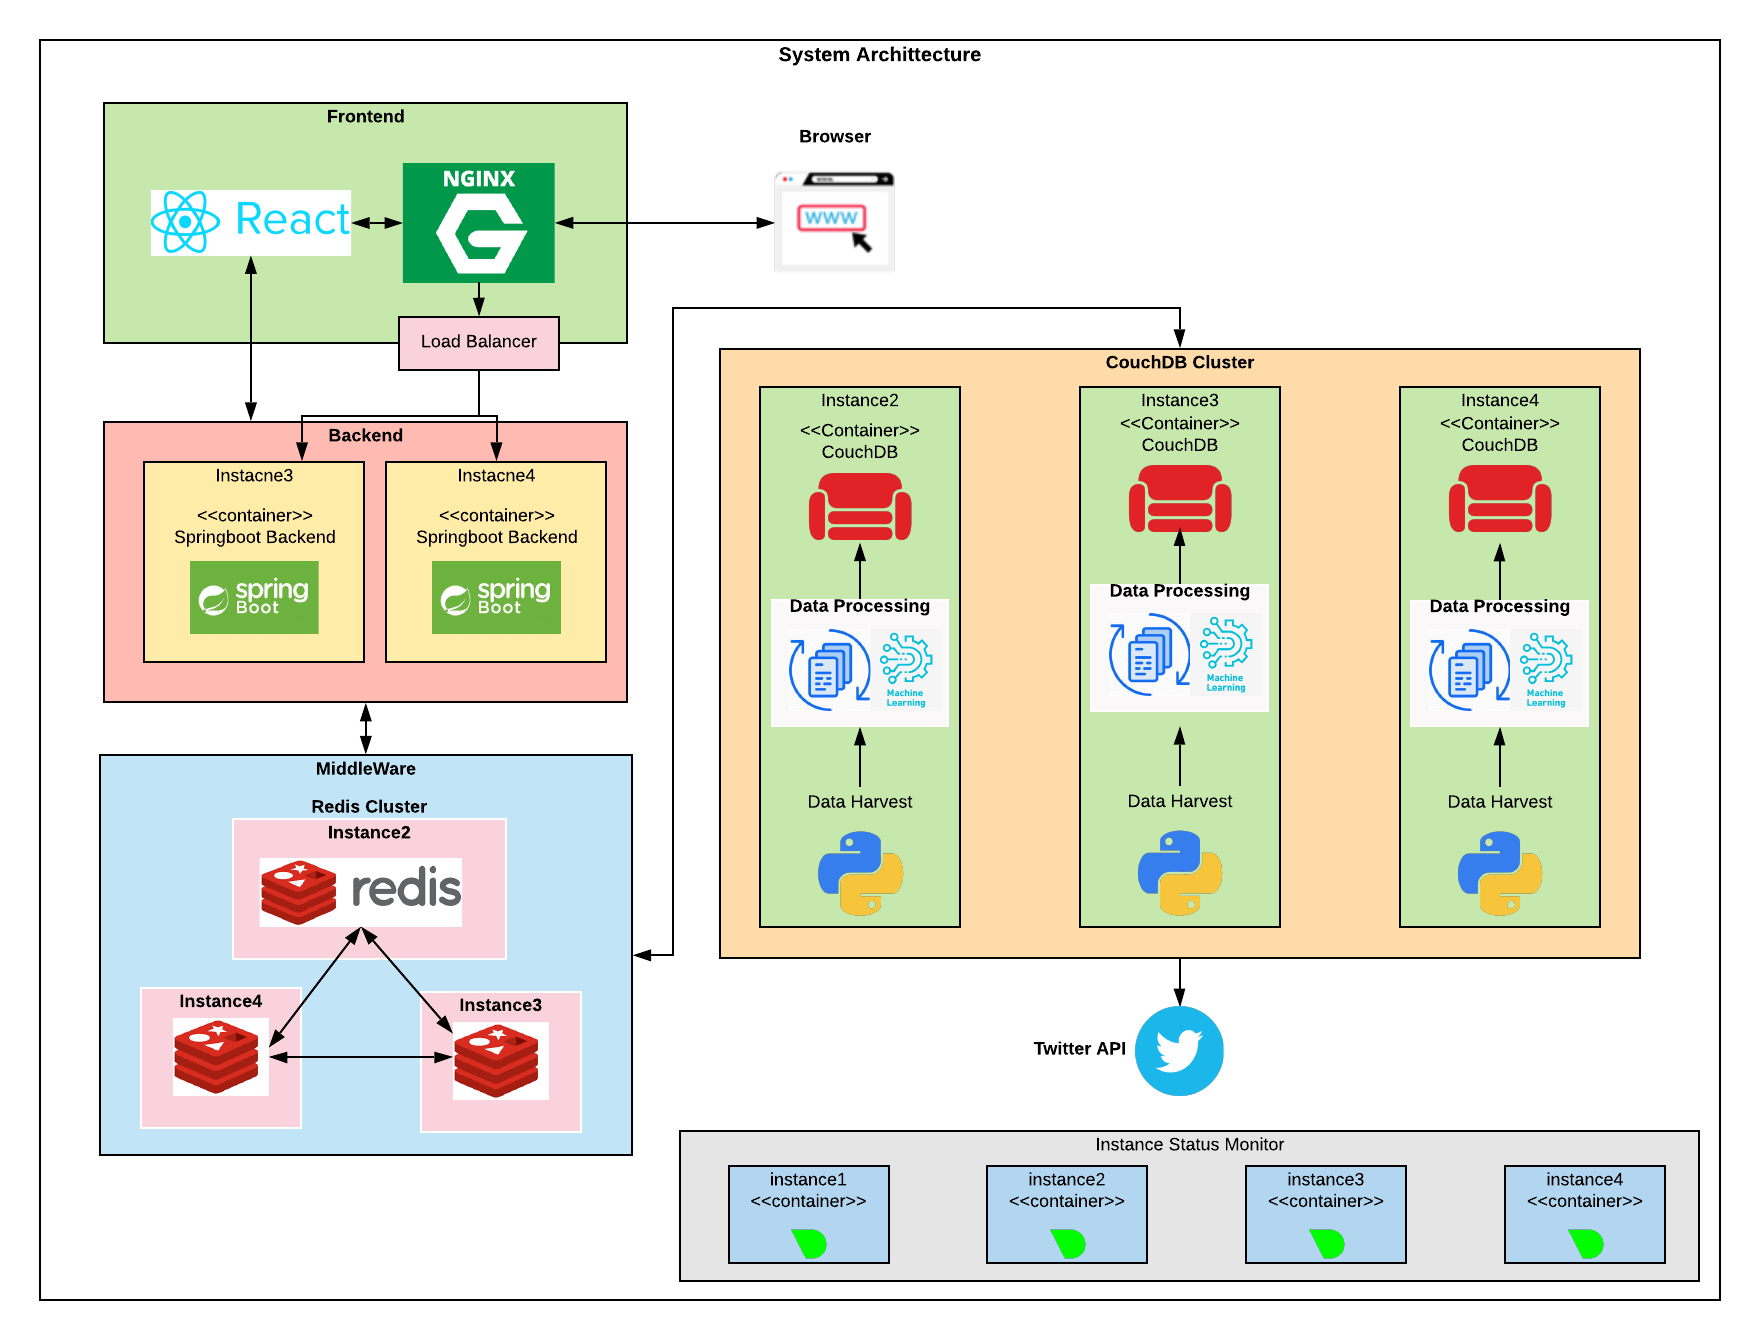 System Archittecture
Frontend
Browser
NGINX
React
WWW
Load Balancer
Backend
Instacne3
<<container>>
Springboot Backend
spring
Boot
Instacne4
<<container>>
Springboot Backend
spring
Boot
MiddleWare
Redis Cluster
Instance2
redis
Instance4
Instance3
CouchDB Cluster
Instance2
<<Container>>
CouchDB
Data Processing
Machine
Learning
Data Harvest
Instance3
<<Container>>
CouchDB
Data Processing
Machine
Learning
Data Harvest
Instance4
<<Container>>
CouchDB
Data Processing
Machine
Learning
Data Harvest
Twitter API
Instance Status Monitor
instance1
<<container>>
instance2
<<container>>
instance3
<<container>>
instance4
<<container>>